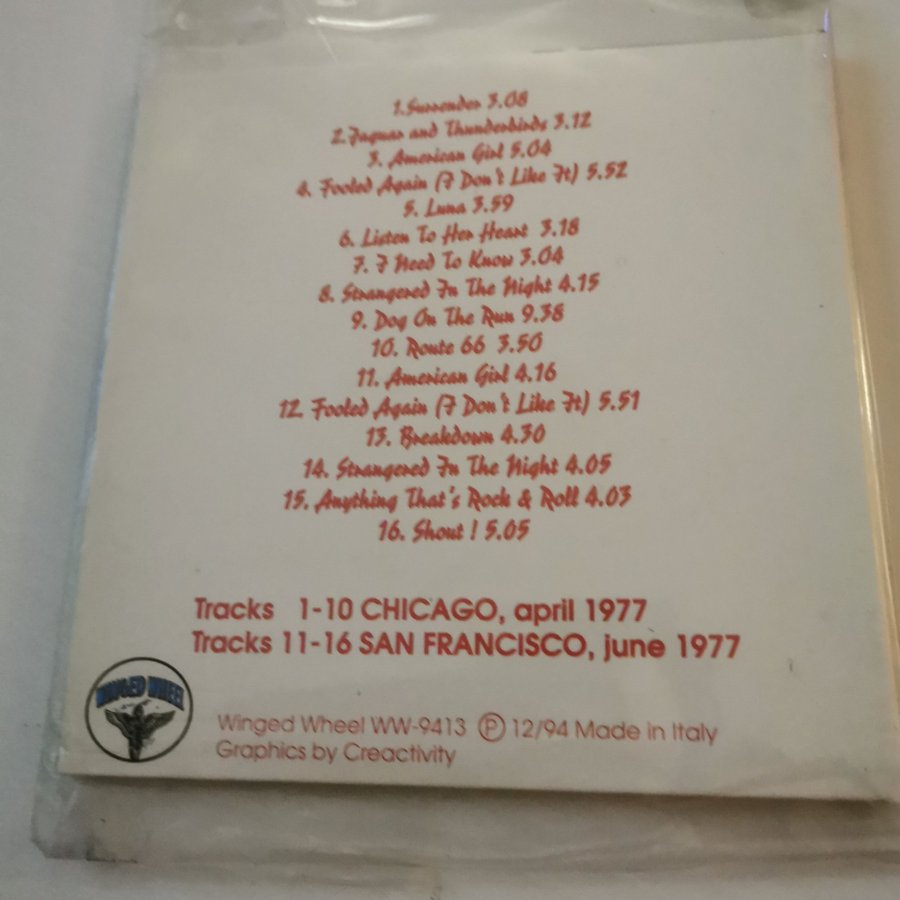 1.Surrender 3.08
2.Jaguar and Thunderbirds 3.12
3. American Girl 5.04
4. Fooled Again (I Don't Like It) 5.52
5. Luna 3.59
6. Listen To Her Heart 3.18
7. I Need To Know 3.04
8. Strangered In The Night 4.15
9. Dog On The Run 9.38
10. Route 66 3.50
11. American Girl 4.16
12. Fooled Again (I Don't Like It) 5.51
13. Breakdown 4.30
14. Strangered In The Night 4.05
15. Anything That's Rock & Roll 4.03
16. Shout ! 5.05
Tracks 1-10 CHICAGO, april 1977
Tracks 11-16 SAN FRANCISCO, june 1977
WINGED WHEEL
Winged Wheel WW-9413 Ⓟ 12/94 Made in Italy
Graphics by Creactivity